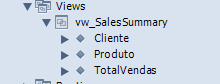 Views
vw_SalesSummary
Cliente
Produto
TotalVendas